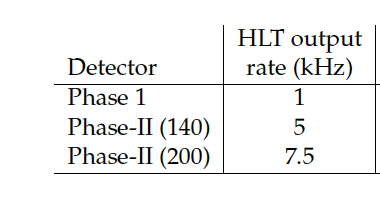 HLT output
Detector rate (kHz)
Phase 1 1
Phase-II (140) 5
Phase-II (200) 7.5